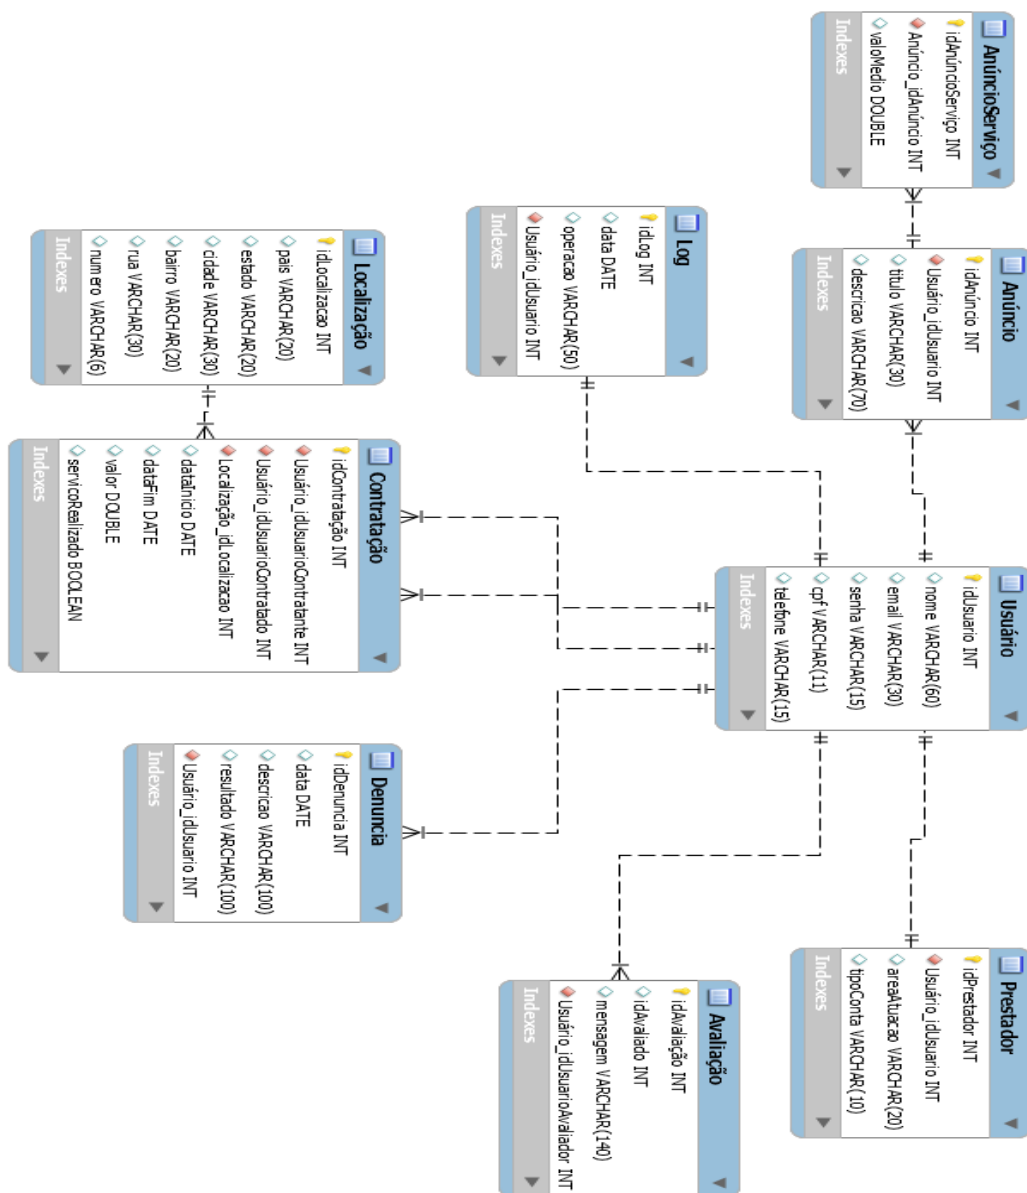 AnúncioServiço
idAnúncioServiço INT
Anúncio_idAnúncio INT
valoMedio DOUBLE
Indexes
Anúncio
idAnúncio INT
Usuário_idUsuario INT
titulo VARCHAR(30)
descricao VARCHAR(70)
Indexes
Usuário
idUsuario INT
nome VARCHAR(60)
email VARCHAR(30)
senha VARCHAR(15)
cpf VARCHAR(11)
telefone VARCHAR(15)
Indexes
Prestador
idPrestador INT
Usuário_idUsuario INT
areaAtuacao VARCHAR(20)
tipoConta VARCHAR(10)
Indexes
Log
idLog INT
data DATE
operacao VARCHAR(50)
Usuário_idUsuario INT
Indexes
Avaliação
idAvaliação INT
idAvaliado INT
mensagem VARCHAR(140)
Usuário_idUsuarioAvaliador INT
Indexes
Localização
idLocalizacao INT
pais VARCHAR(20)
estado VARCHAR(20)
cidade VARCHAR(30)
bairro VARCHAR(20)
rua VARCHAR(30)
numero VARCHAR(6)
Indexes
Contratação
idContratação INT
Usuário_idUsuarioContratante INT
Usuário_idUsuarioContratado INT
Localização_idLocalizacao INT
dataInicio DATE
dataFim DATE
valor DOUBLE
servicoRealizado BOOLEAN
Indexes
Denuncia
idDenuncia INT
data DATE
descricao VARCHAR(100)
resultado VARCHAR(100)
Usuário_idUsuario INT
Indexes